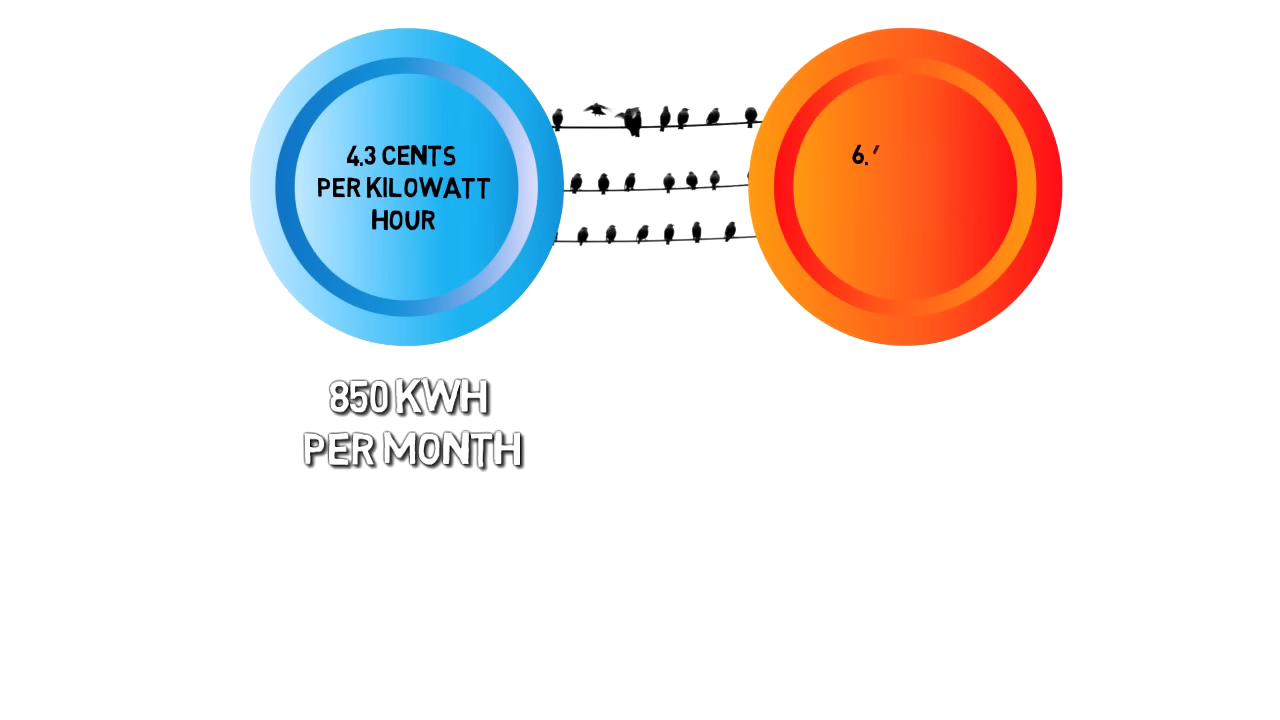 4.3 CENTS
PER KILOWATT
HOUR
6.
850 KWH
PER MONTH